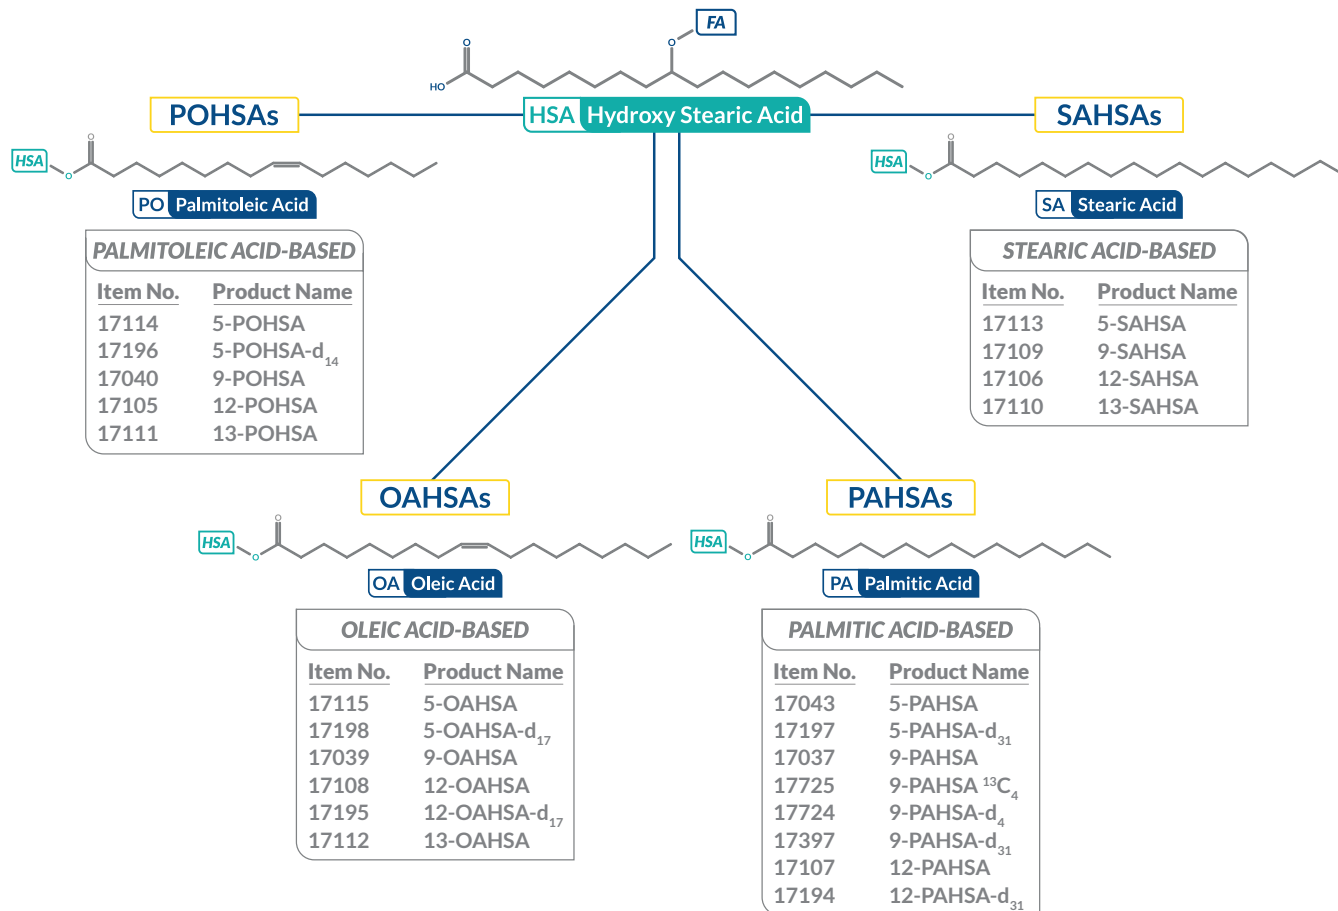 FA
O
O
HO
HSA Hydroxy Stearic Acid
POHSAs
O
HSA
O
PO Palmitoleic Acid
PALMITOLEIC ACID-BASED
Item No. Product Name
17114 5-POHSA
17196 5-POHSA-d₁₄
17040 9-POHSA
17105 12-POHSA
17111 13-POHSA
SAHSAs
O
HSA
O
SA Stearic Acid
STEARIC ACID-BASED
Item No. Product Name
17113 5-SAHSA
17109 9-SAHSA
17106 12-SAHSA
17110 13-SAHSA
OAHSAs
O
HSA
O
OA Oleic Acid
OLEIC ACID-BASED
Item No. Product Name
17115 5-OAHSA
17198 5-OAHSA-d₁₇
17039 9-OAHSA
17108 12-OAHSA
17195 12-OAHSA-d₁₇
17112 13-OAHSA
PAHSAs
O
HSA
O
PA Palmitic Acid
PALMITIC ACID-BASED
Item No. Product Name
17043 5-PAHSA
17197 5-PAHSA-d₃₁
17037 9-PAHSA
17725 9-PAHSA ¹³C₄
17724 9-PAHSA-d₄
17397 9-PAHSA-d₃₁
17107 12-PAHSA
17194 12-PAHSA-d₃₁